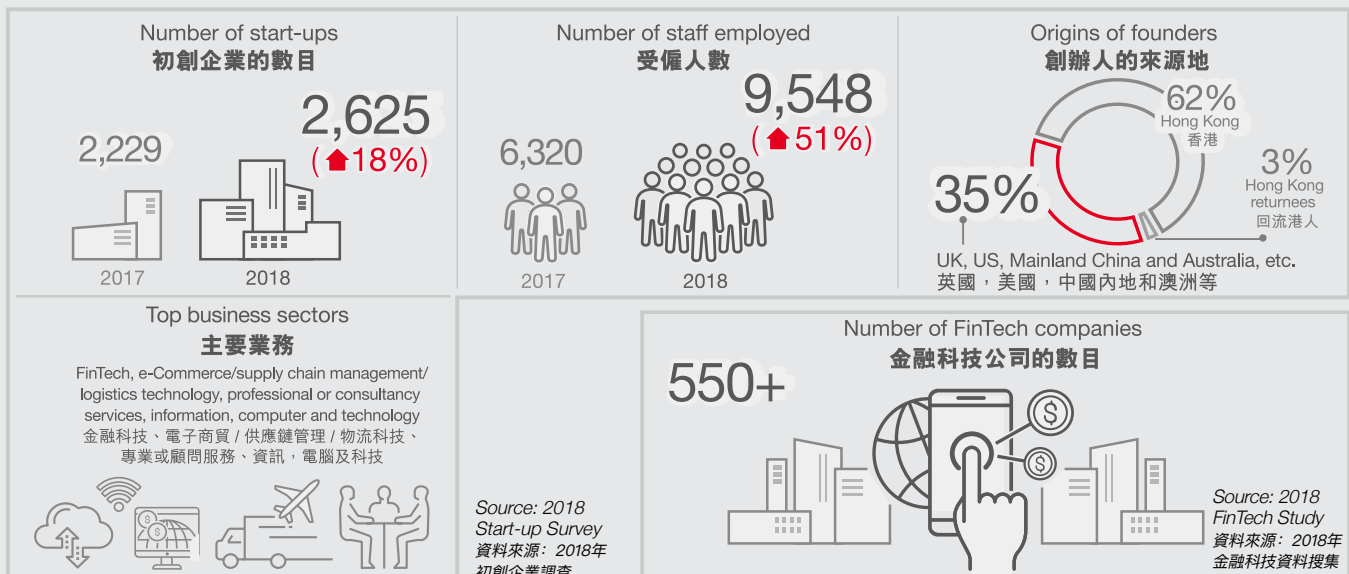 Number of start-ups
初創企業的數目
2,229
2,625
(18%)
2017
2018
Number of staff employed
受僱人數
6,320
9,548
(51%)
2017
2018
Origins of founders
創辦人的來源地
62%
Hong Kong
香港
3%
Hong Kong
returnees
回流港人
35%
UK, US, Mainland China and Australia, etc.
英國，美國，中國內地和澳洲等
Top business sectors
主要業務
FinTech, e-Commerce/supply chain management/
logistics technology, professional or consultancy
services, information, computer and technology
金融科技、電子商貿 / 供應鏈管理 / 物流科技、
專業或顧問服務、資訊，電腦及科技
$
$
Source: 2018
Start-up Survey
資料來源：2018年
初創企業調查
Number of FinTech companies
金融科技公司的數目
550+
$
$
Source: 2018
FinTech Study
資料來源：2018年
金融科技資料搜集